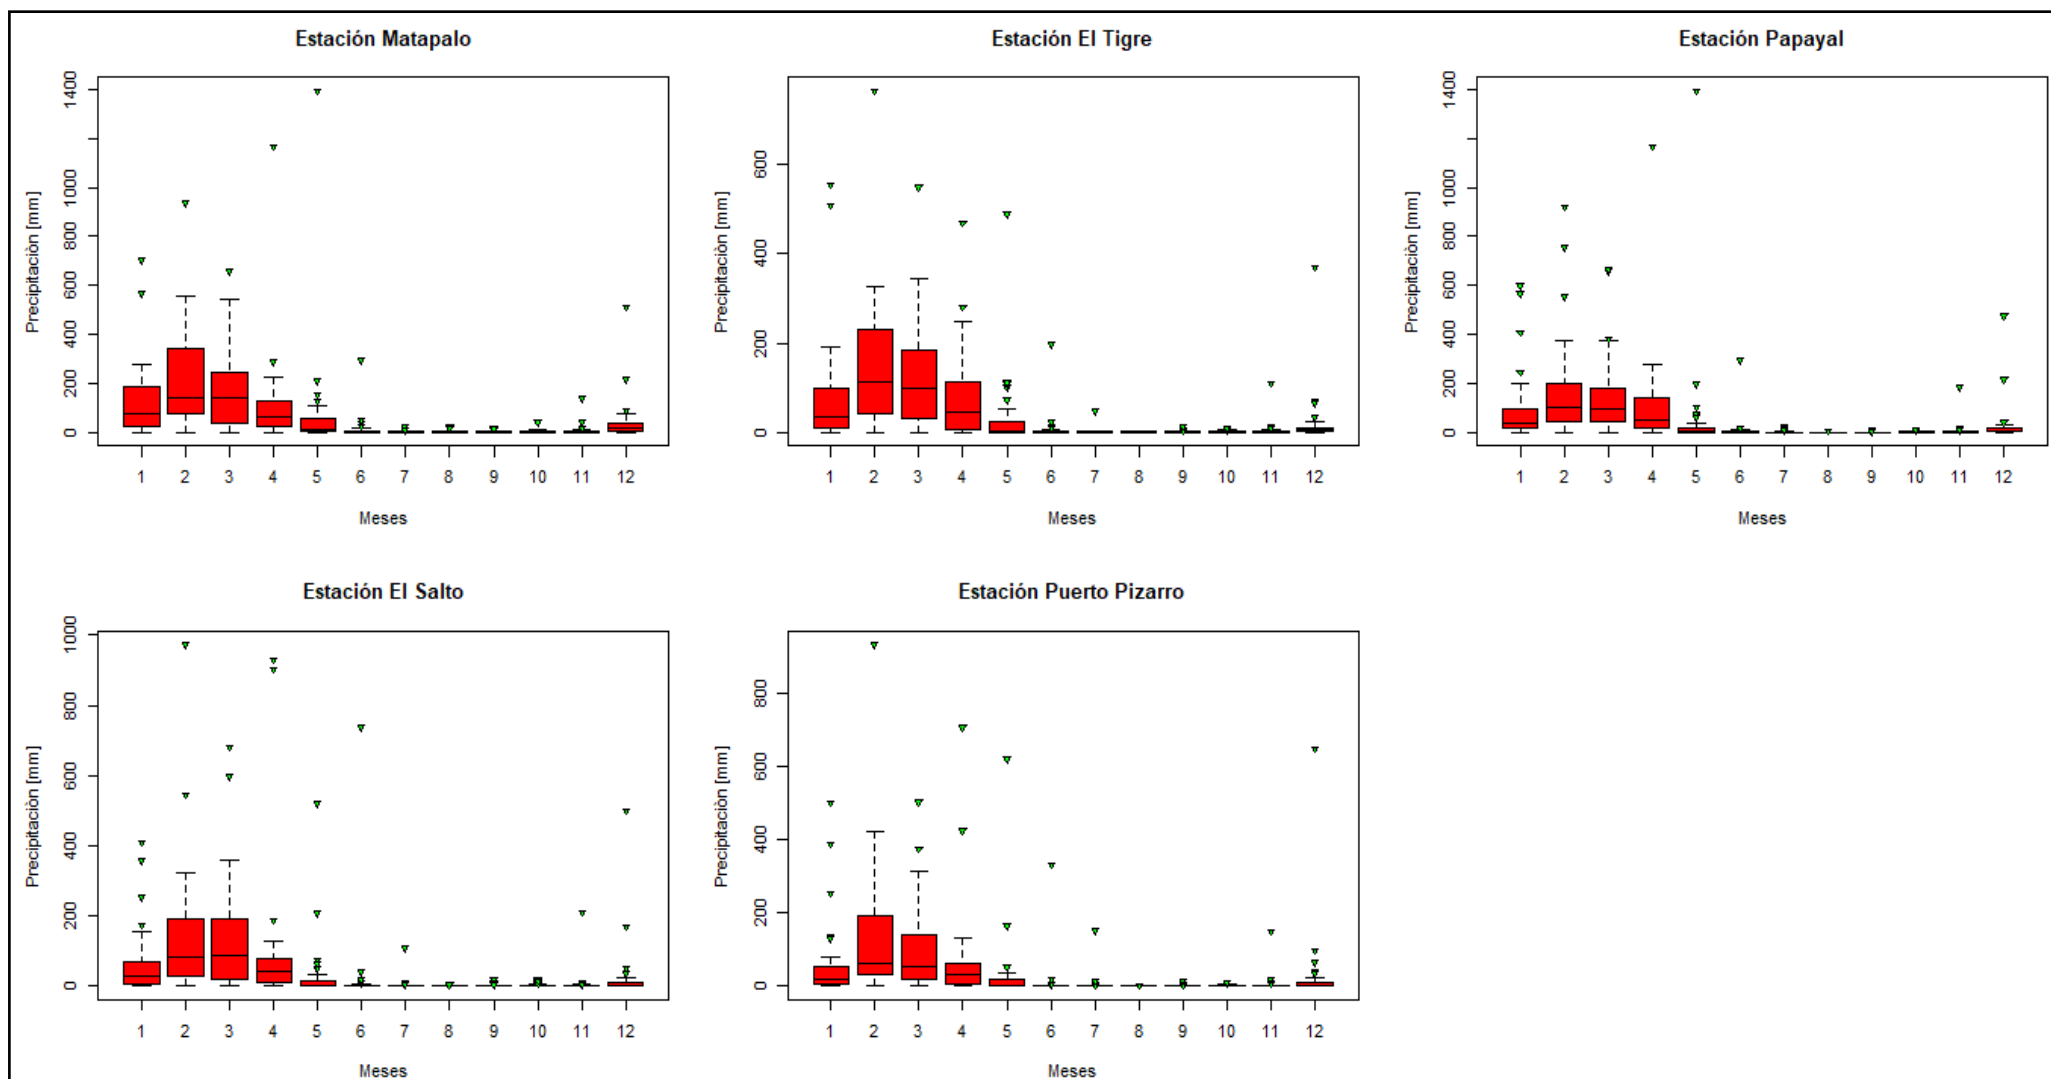 Estación Matapalo
Precipitaciòn [mm]
1400
1000
800
600
400
200
0
1 2 3 4 5 6 7 8 9 10 11 12
Meses
Estación El Tigre
Precipitaciòn [mm]
600
400
200
0
1 2 3 4 5 6 7 8 9 10 11 12
Meses
Estación Papayal
Precipitaciòn [mm]
1400
1000
800
600
400
200
0
1 2 3 4 5 6 7 8 9 10 11 12
Meses
Estación El Salto
Precipitaciòn [mm]
1000
800
600
400
200
0
1 2 3 4 5 6 7 8 9 10 11 12
Meses
Estación Puerto Pizarro
Precipitaciòn [mm]
800
600
400
200
0
1 2 3 4 5 6 7 8 9 10 11 12
Meses